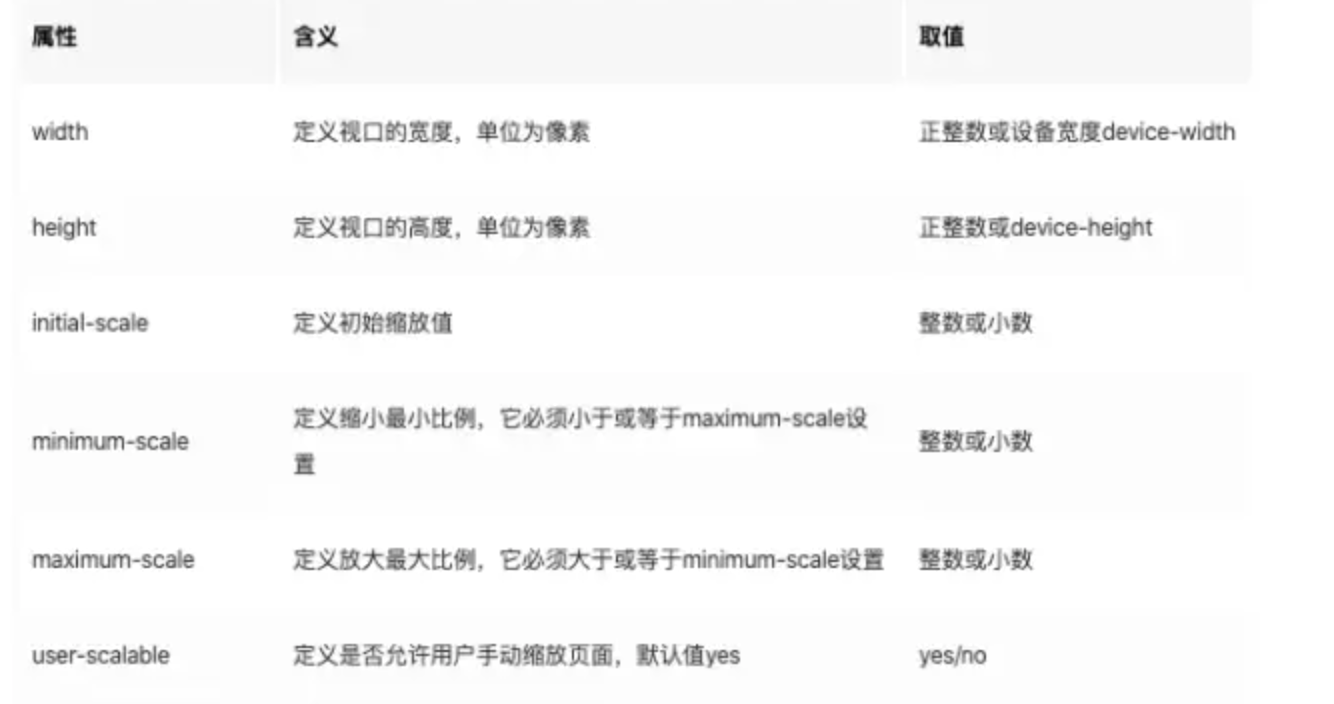 属性 含义 取值
width 定义视口的宽度，单位为像素 正整数或设备宽度device-width
height 定义视口的高度，单位为像素 正整数或device-height
initial-scale 定义初始缩放值 整数或小数
minimum-scale 定义缩小最小比例，它必须小于或等于maximum-scale设 整数或小数
置
maximum-scale 定义放大最大比例，它必须大于或等于minimum-scale设置 整数或小数
user-scalable 定义是否允许用户手动缩放页面，默认值yes yes/no